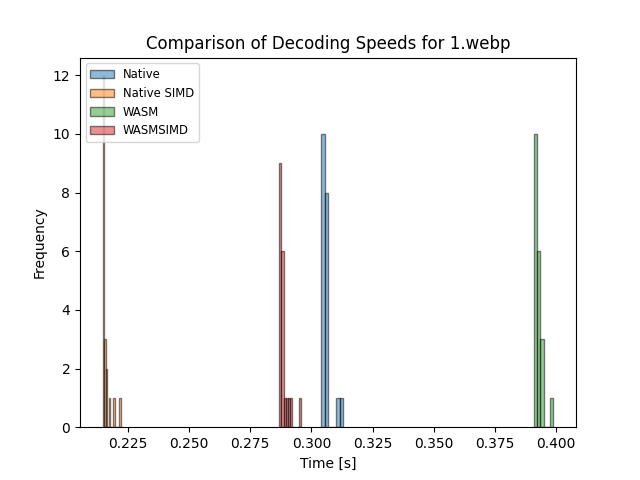 Comparison of Decoding Speeds for 1.webp
Native
Native SIMD
WASM
WASMSIMD
12
10
8
6
4
2
0
Frequency
0.225
0.250
0.275
0.300
0.325
0.350
0.375
0.400
Time [s]